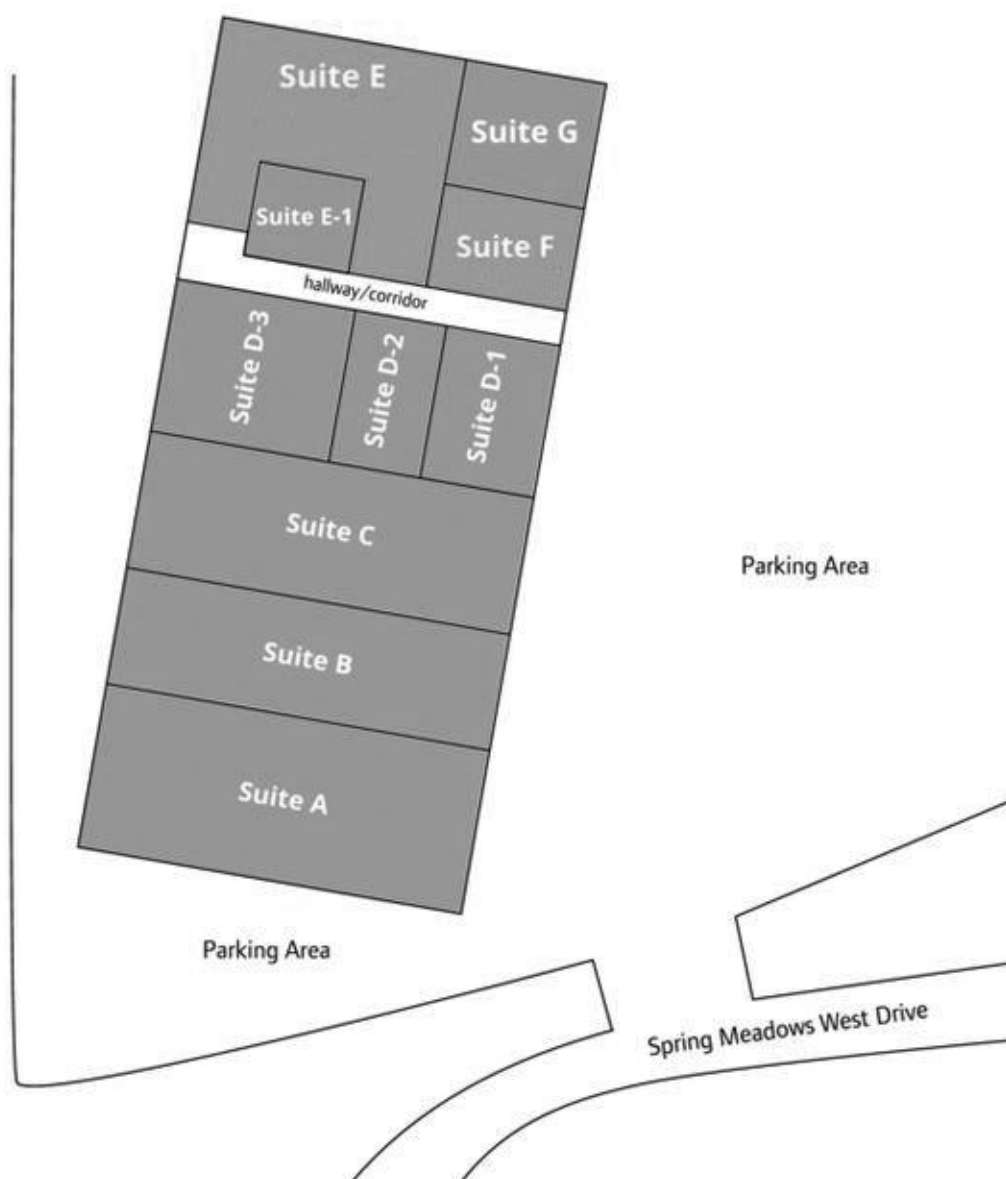 Suite E
Suite G
Suite E-1
Suite F
hallway/corridor
Suite D-3
Suite D-2
Suite D-1
Suite C
Parking Area
Suite B
Suite A
Parking Area
Spring Meadows West Drive